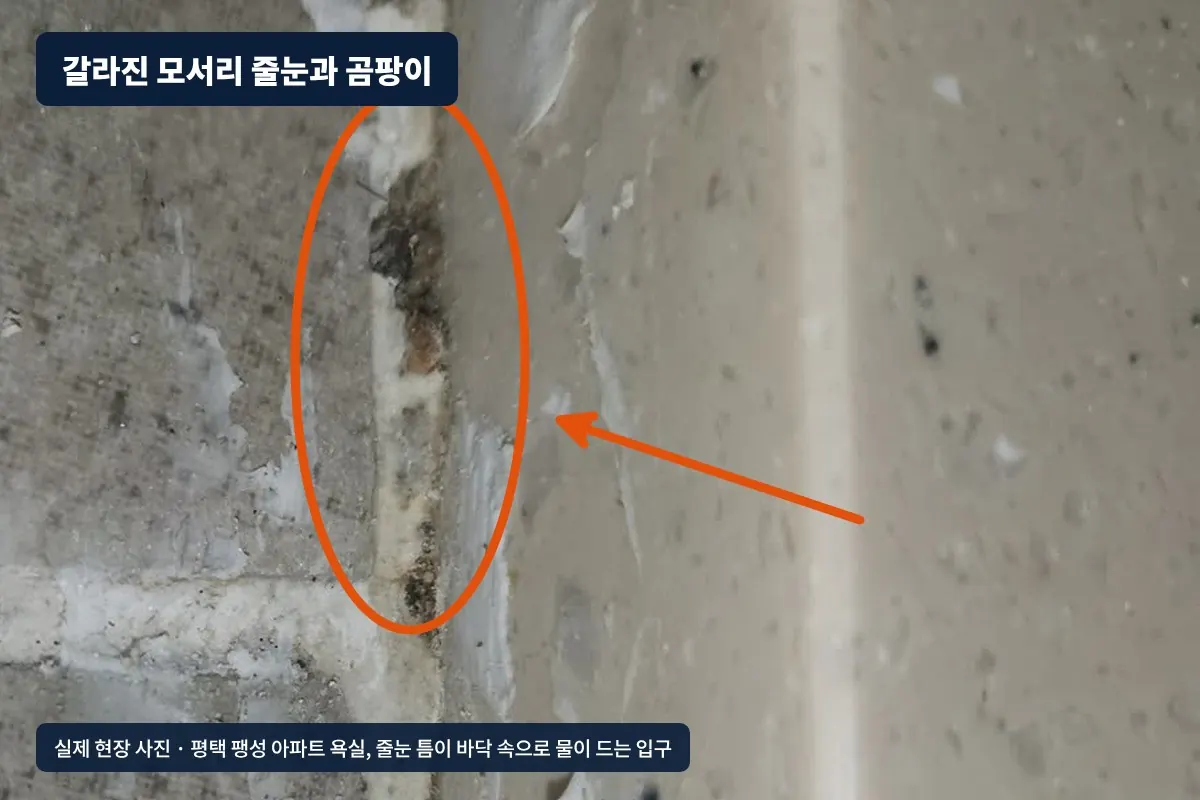 갈라진 모서리 줄눈과 곰팡이
실제 현장 사진 · 평택 팽성 아파트 욕실, 줄눈 틈이 바닥 속으로 물이 드는 입구